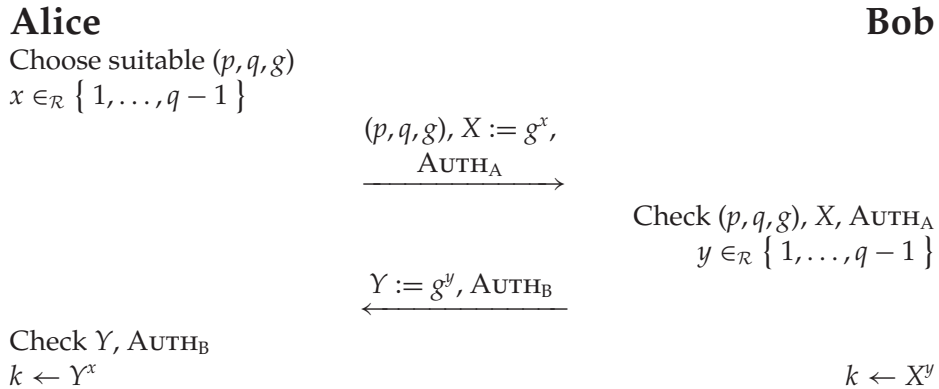 Alice Bob
Choose suitable (p, q, g)
x ∈_R { 1, . . . , q − 1 }
(p, q, g), X := g^x,
AUTH_A
Check (p, q, g), X, AUTH_A
y ∈_R { 1, . . . , q − 1 }
Y := g^y, AUTH_B
Check Y, AUTH_B
k ← Y^x k ← X^y